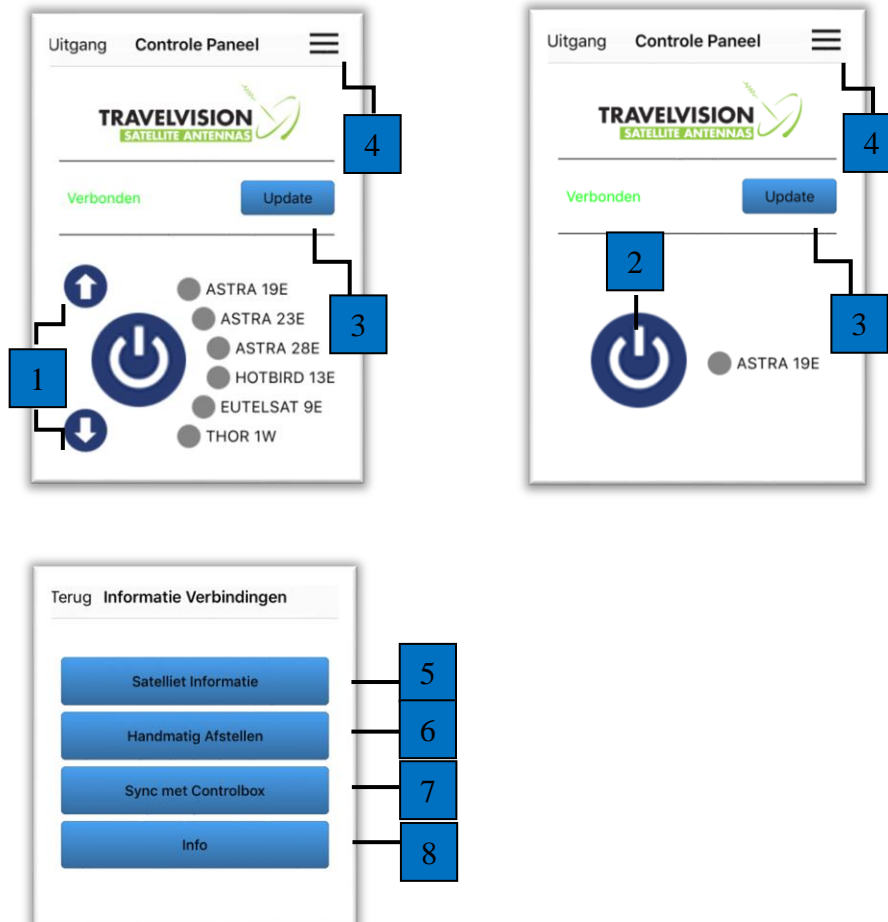 Uitgang Controle Paneel
TRAVELVISION
SATELLITE ANTENNAS
4
Verbonden Update
3
ASTRA 19E
ASTRA 23E
ASTRA 28E
HOTBIRD 13E
EUTELSAT 9E
THOR 1W
1
Uitgang Controle Paneel
TRAVELVISION
SATELLITE ANTENNAS
4
Verbonden Update
2
3
ASTRA 19E
Terug Informatie Verbindingen
Satelliet Informatie 5
Handmatig Afstellen 6
Sync met Controlbox 7
Info 8